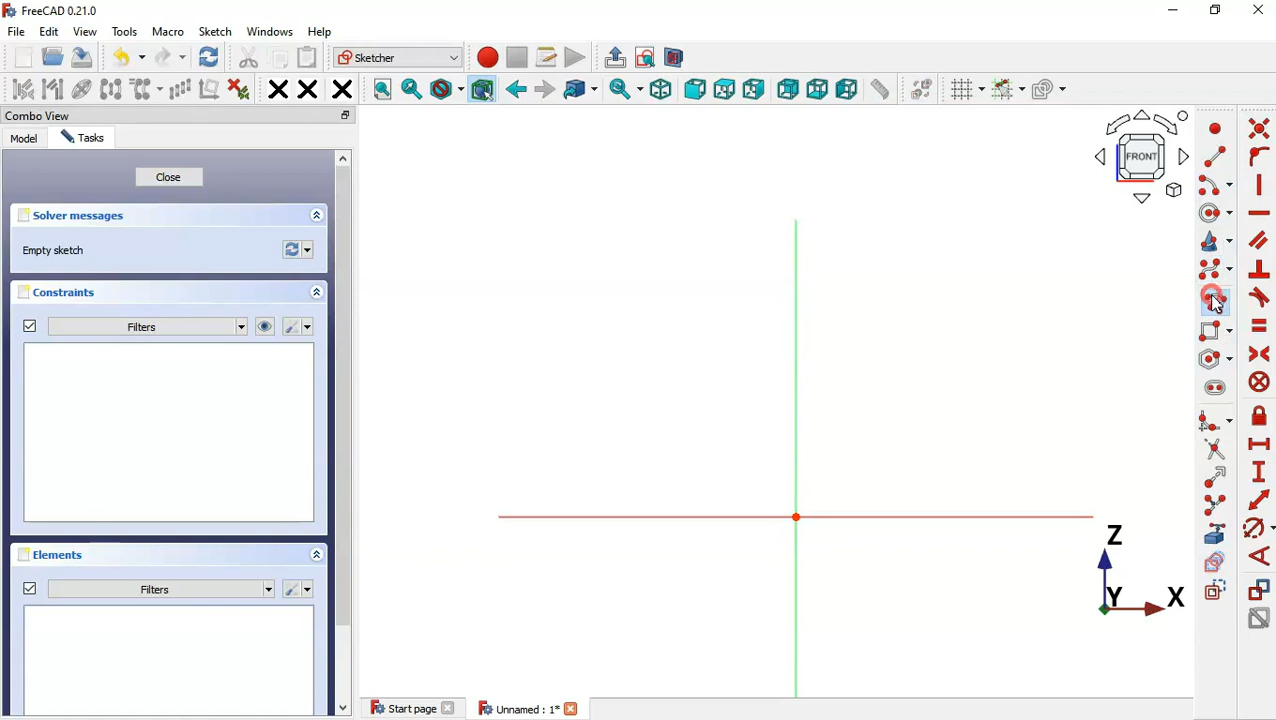 FreeCAD 0.21.0
File Edit View Tools Macro Sketch Windows Help
Sketcher
Combo View
Model Tasks
FRONT
Close
Solver messages
Empty sketch
Constraints
Filters
Elements
Filters
Z
Y X
Start page Unnamed : 1*